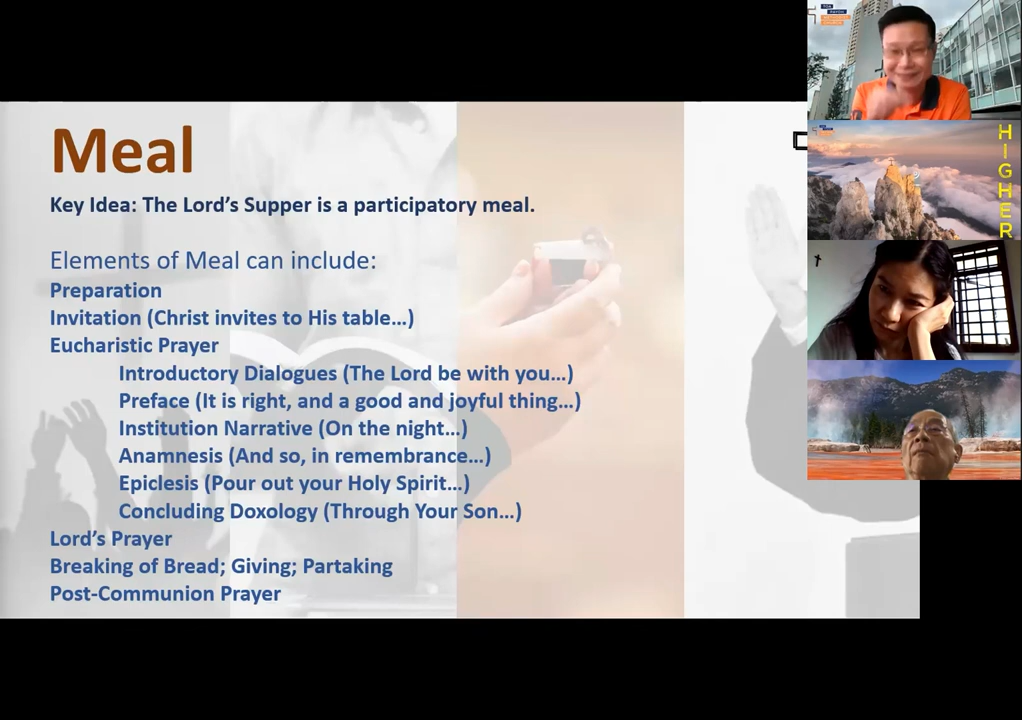 Meal
Key Idea: The Lord's Supper is a participatory meal.
Elements of Meal can include:
Preparation
Invitation (Christ invites to His table…)
Eucharistic Prayer
Introductory Dialogues (The Lord be with you…)
Preface (It is right, and a good and joyful thing…)
Institution Narrative (On the night…)
Anamnesis (And so, in remembrance…)
Epiclesis (Pour out your Holy Spirit…)
Concluding Doxology (Through Your Son…)
Lord's Prayer
Breaking of Bread; Giving; Partaking
Post-Communion Prayer
HIGHER